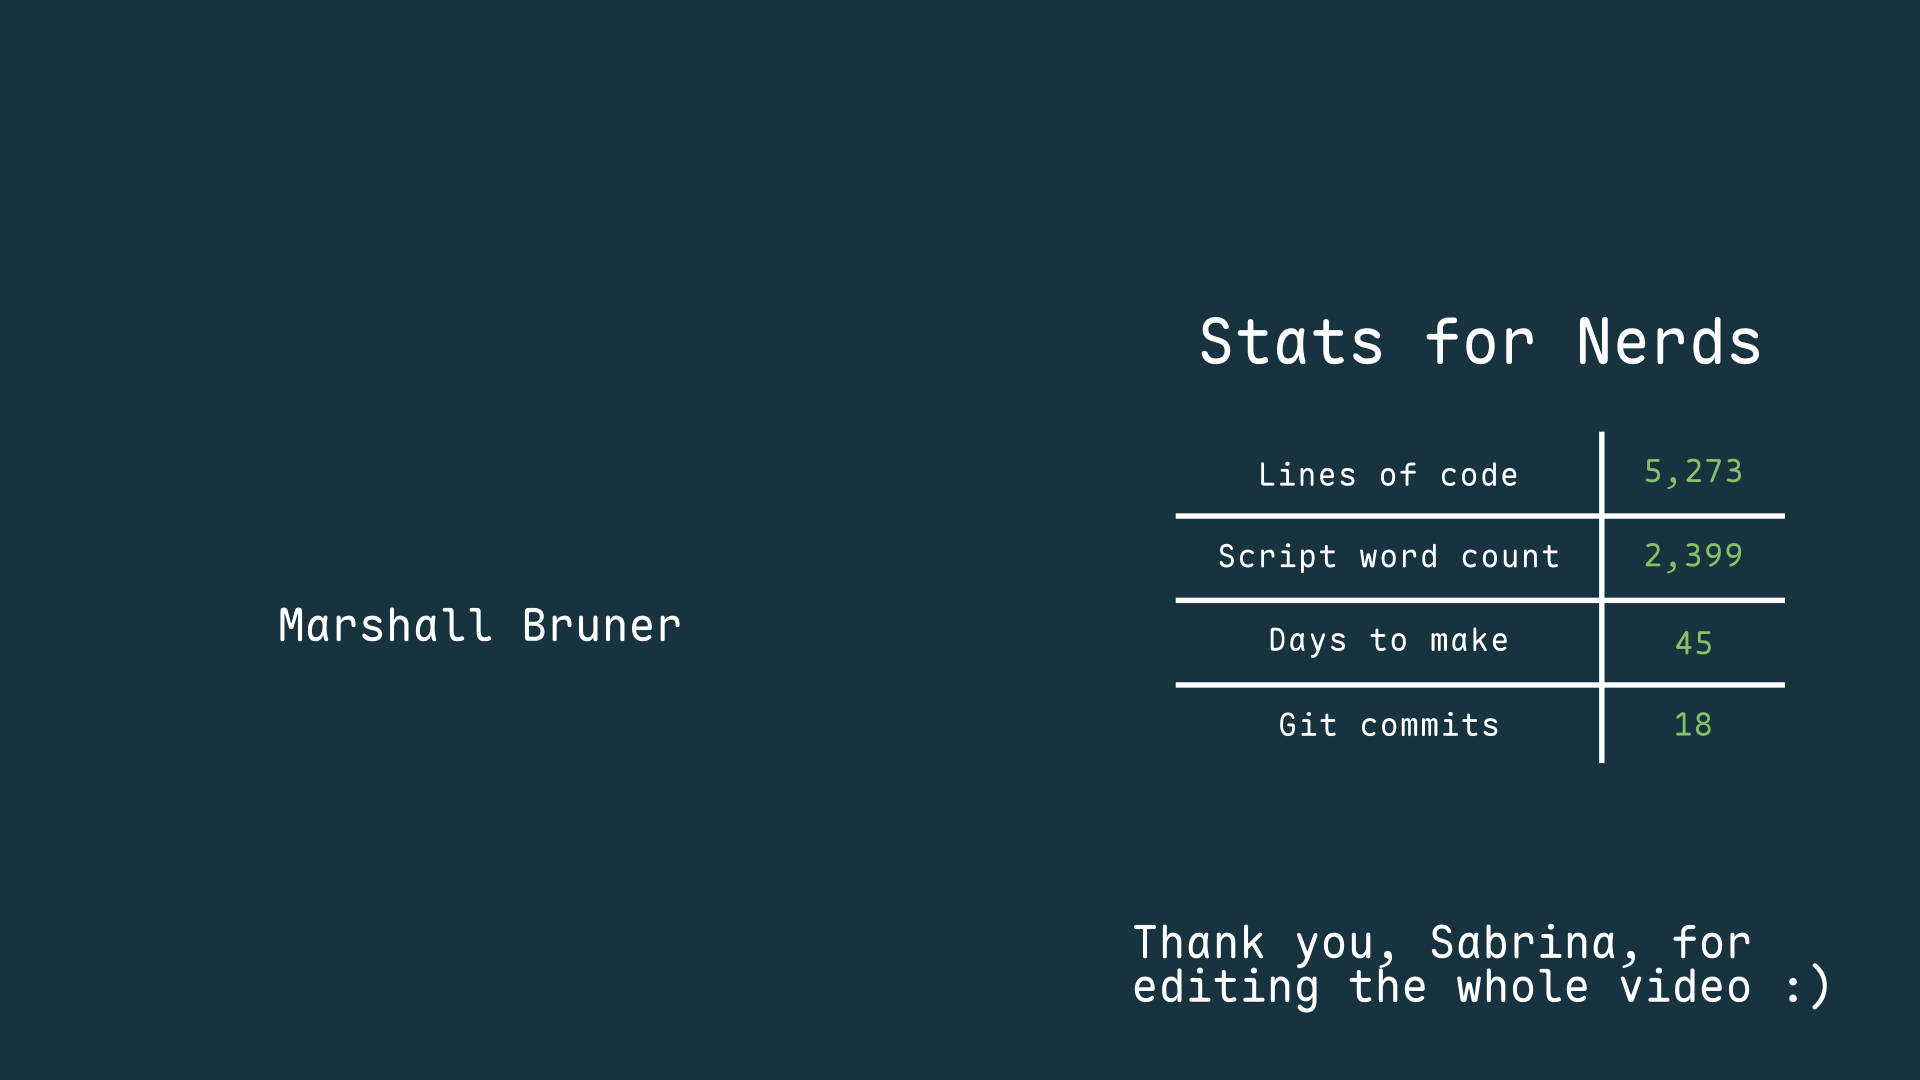 Marshall Bruner
Stats for Nerds
Lines of code 5,273
Script word count 2,399
Days to make 45
Git commits 18
Thank you, Sabrina, for
editing the whole video :)